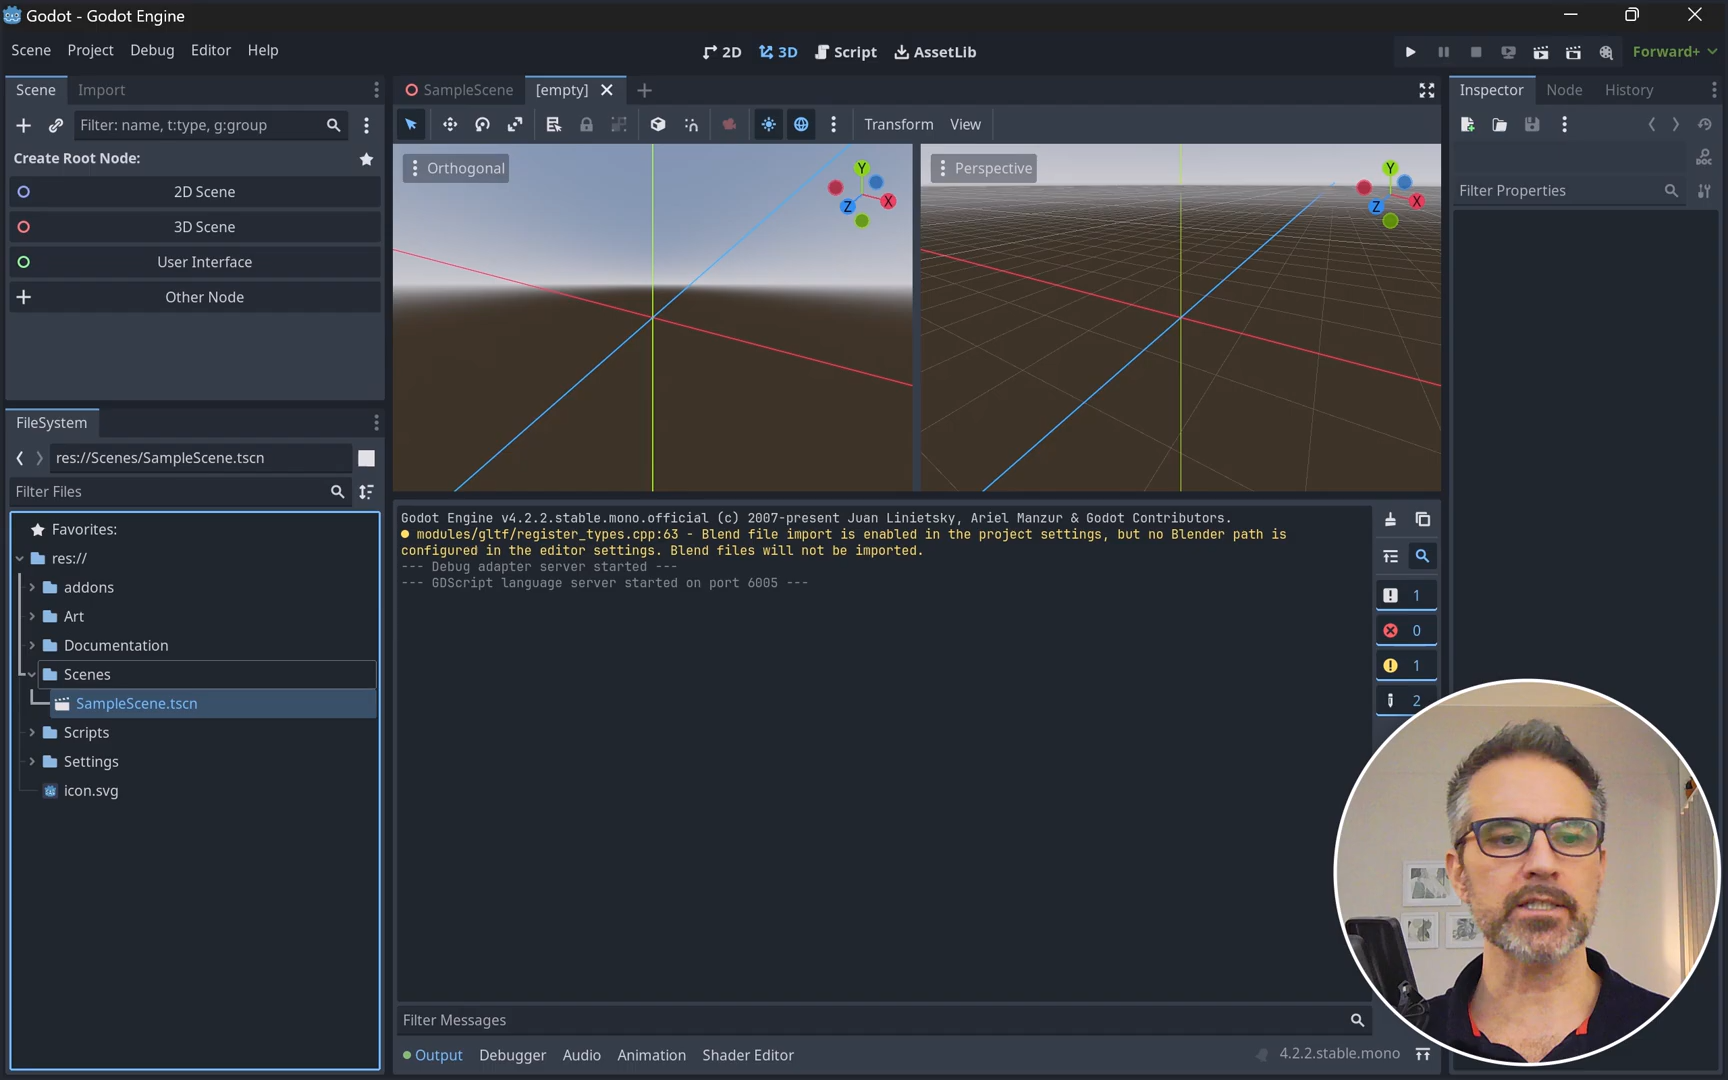 Godot - Godot Engine
Scene Project Debug Editor Help
2D 3D Script AssetLib
Forward+
Scene Import
Filter: name, t:type, g:group
Create Root Node:
2D Scene
3D Scene
User Interface
Other Node
FileSystem
res://Scenes/SampleScene.tscn
Filter Files
Favorites:
res://
addons
Art
Documentation
Scenes
SampleScene.tscn
Scripts
Settings
icon.svg
SampleScene [empty]
Transform View
Orthogonal
Y
Z X
Perspective
Y
Z X
Godot Engine v4.2.2.stable.mono.official (c) 2007-present Juan Linietsky, Ariel Manzur & Godot Contributors.
modules/gltf/register_types.cpp:63 - Blend file import is enabled in the project settings, but no Blender path is
configured in the editor settings. Blend files will not be imported.
--- Debug adapter server started ---
--- GDScript language server started on port 6005 ---
1
0
1
2
Filter Messages
Output Debugger Audio Animation Shader Editor
4.2.2.stable.mono
Inspector Node History
DOC
Filter Properties